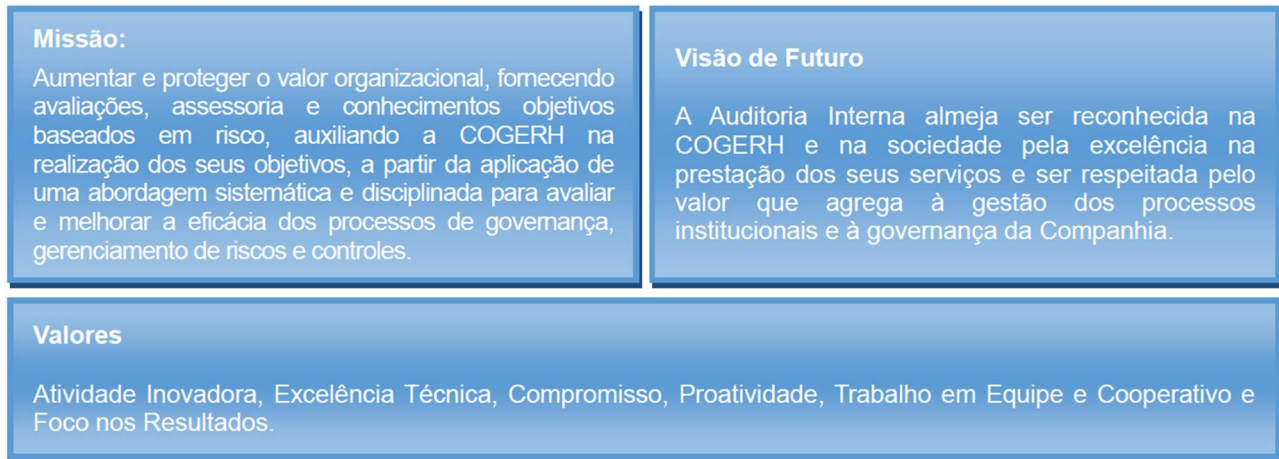 Missão:
Aumentar e proteger o valor organizacional, fornecendo
avaliações, assessoria e conhecimentos objetivos
baseados em risco, auxiliando a COGERH na
realização dos seus objetivos, a partir da aplicação de
uma abordagem sistemática e disciplinada para avaliar
e melhorar a eficácia dos processos de governança,
gerenciamento de riscos e controles.
Visão de Futuro
A Auditoria Interna almeja ser reconhecida na
COGERH e na sociedade pela excelência na
prestação dos seus serviços e ser respeitada pelo
valor que agrega à gestão dos processos
institucionais e à governança da Companhia.
Valores
Atividade Inovadora, Excelência Técnica, Compromisso, Proatividade, Trabalho em Equipe e Cooperativo e
Foco nos Resultados.